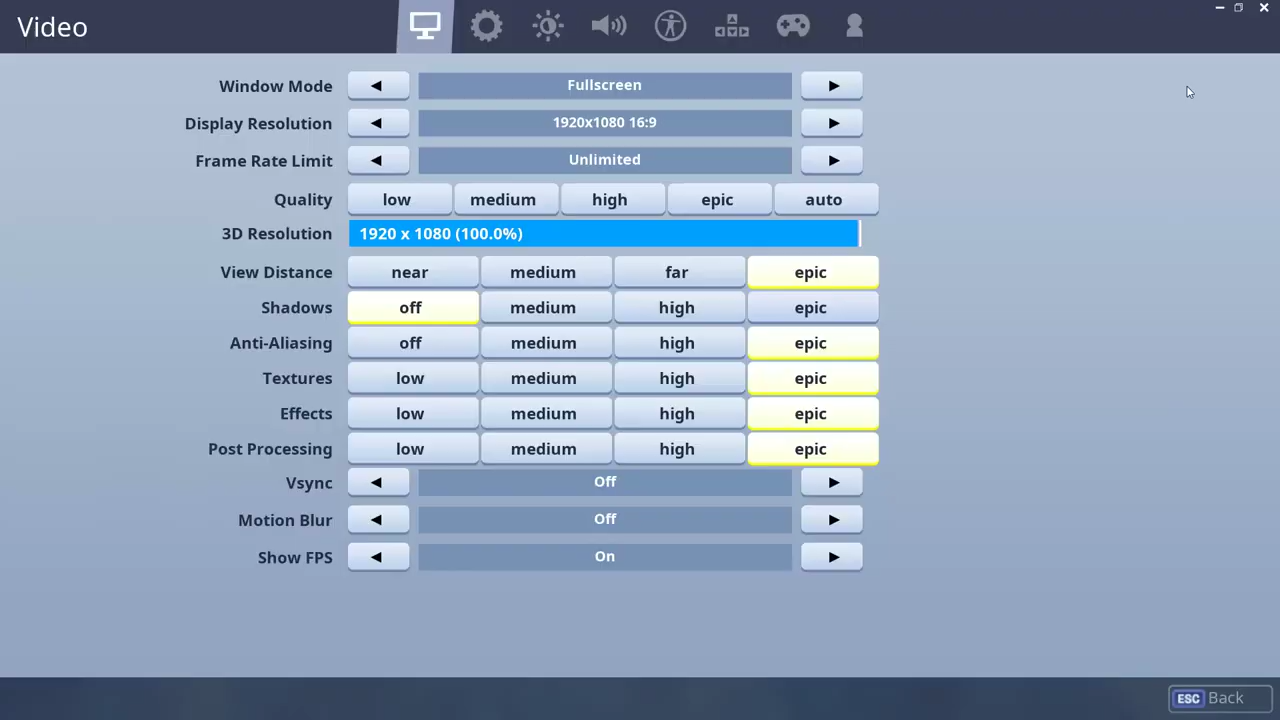 Video
Window Mode Fullscreen
Display Resolution 1920x1080 16:9
Frame Rate Limit Unlimited
Quality low medium high epic auto
3D Resolution 1920 x 1080 (100.0%)
View Distance near medium far epic
Shadows off medium high epic
Anti-Aliasing off medium high epic
Textures low medium high epic
Effects low medium high epic
Post Processing low medium high epic
Vsync Off
Motion Blur Off
Show FPS On
ESC Back